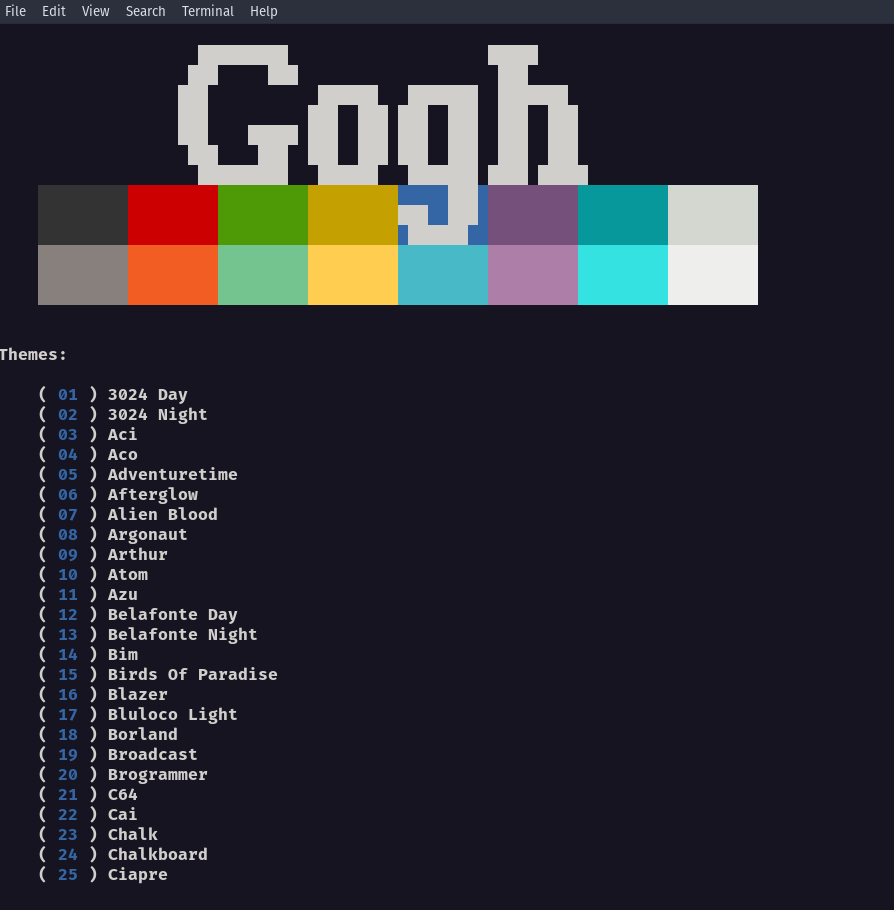 File Edit View Search Terminal Help
Gogh
Themes:
( 01 ) 3024 Day
( 02 ) 3024 Night
( 03 ) Aci
( 04 ) Aco
( 05 ) Adventuretime
( 06 ) Afterglow
( 07 ) Alien Blood
( 08 ) Argonaut
( 09 ) Arthur
( 10 ) Atom
( 11 ) Azu
( 12 ) Belafonte Day
( 13 ) Belafonte Night
( 14 ) Bim
( 15 ) Birds Of Paradise
( 16 ) Blazer
( 17 ) Bluloco Light
( 18 ) Borland
( 19 ) Broadcast
( 20 ) Brogrammer
( 21 ) C64
( 22 ) Cai
( 23 ) Chalk
( 24 ) Chalkboard
( 25 ) Ciapre